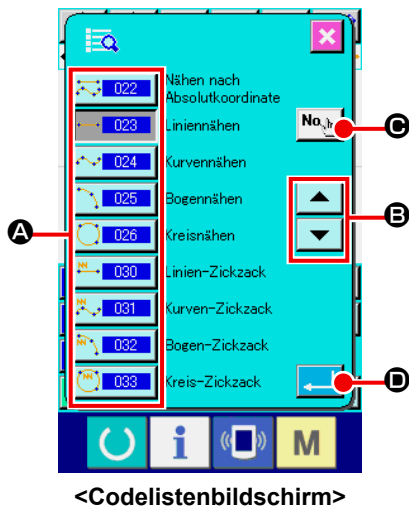 022 Nähen nach
Absolutkoordinate
023 Liniennähen
No.
C
024 Kurvennähen
025 Bogennähen
B
A
026 Kreisnähen
030 Linien-Zickzack
031 Kurven-Zickzack
032 Bogen-Zickzack
033 Kreis-Zickzack
D
i
M
<Codelistenbildschirm>